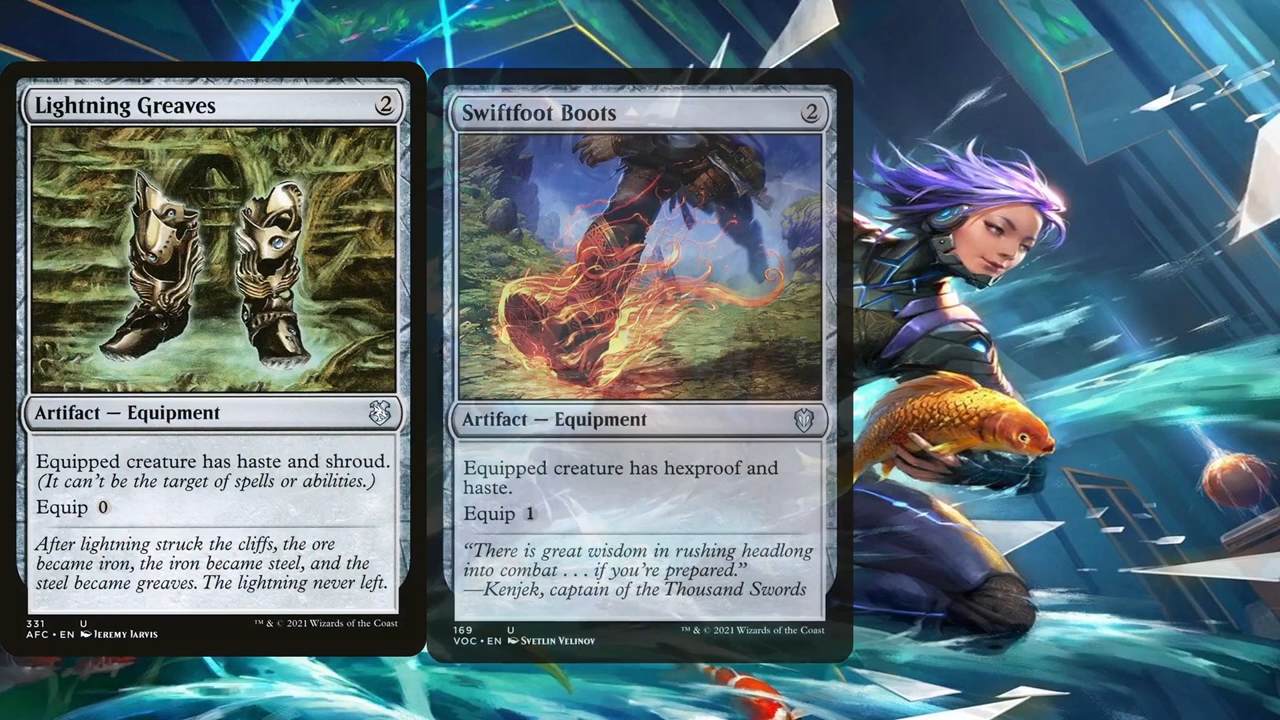 Lightning Greaves 2
Artifact — Equipment
Equipped creature has haste and shroud.
(It can't be the target of spells or abilities.)
Equip 0
After lightning struck the cliffs, the ore
became iron, the iron became steel, and the
steel became greaves. The lightning never left.
331 U
AFC • EN Jeremy Jarvis
™ & © 2021 Wizards of the Coast
Swiftfoot Boots 2
Artifact — Equipment
Equipped creature has hexproof and
haste.
Equip 1
“There is great wisdom in rushing headlong
into combat . . . if you're prepared.”
—Kenjek, captain of the Thousand Swords
169 U
VOC • EN Svetlin Velinov
™ & © 2021 Wizards of the Coast